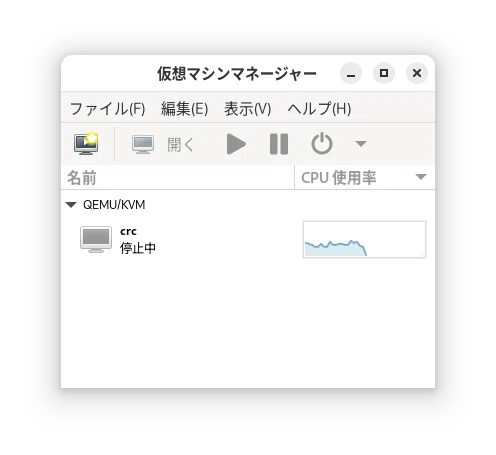 仮想マシンマネージャー
ファイル(F) 編集(E) 表示(V) ヘルプ(H)
開く
名前 CPU 使用率
QEMU/KVM
crc
停止中